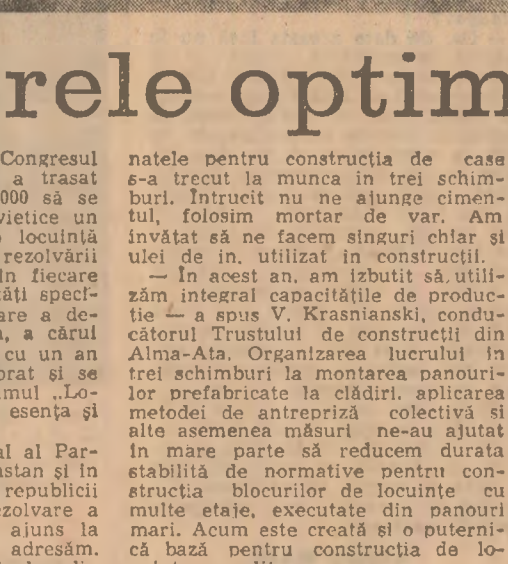 rele optim
Congresul
a trasat
000 să se
vietice un
locuință
rezolvării
În fiecare
tăți speci-
are a de-
a cărui
cu un an
orat și se
mul „Lo-
esența și
al al Par-
stan și în
republicii
zolvare a
ajuns la
adresăm.
natele pentru construcția de case
s-a trecut la munca în trei schim-
buri. Întrucit nu ne ajunge cimen-
tul, folosim mortar de var. Am
învățat să ne facem singuri chiar și
ulei de in, utilizat în construcții.
— În acest an, am izbutit să utili-
zăm integral capacitățile de produc-
ție — a spus V. Krasnianski, condu-
cătorul Trustului de construcții din
Alma-Ata. Organizarea lucrului în
trei schimburi la montarea panouri-
lor prefabricate la clădiri, aplicarea
metodei de antrepriză colectivă și
alte asemenea măsuri ne-au ajutat
în mare parte să reducem durata
stabilită de normative pentru con-
strucția blocurilor de locuințe cu
multe etaje, executate din panouri
mari. Acum este creată și o puterni-
că bază pentru construcția de lo-